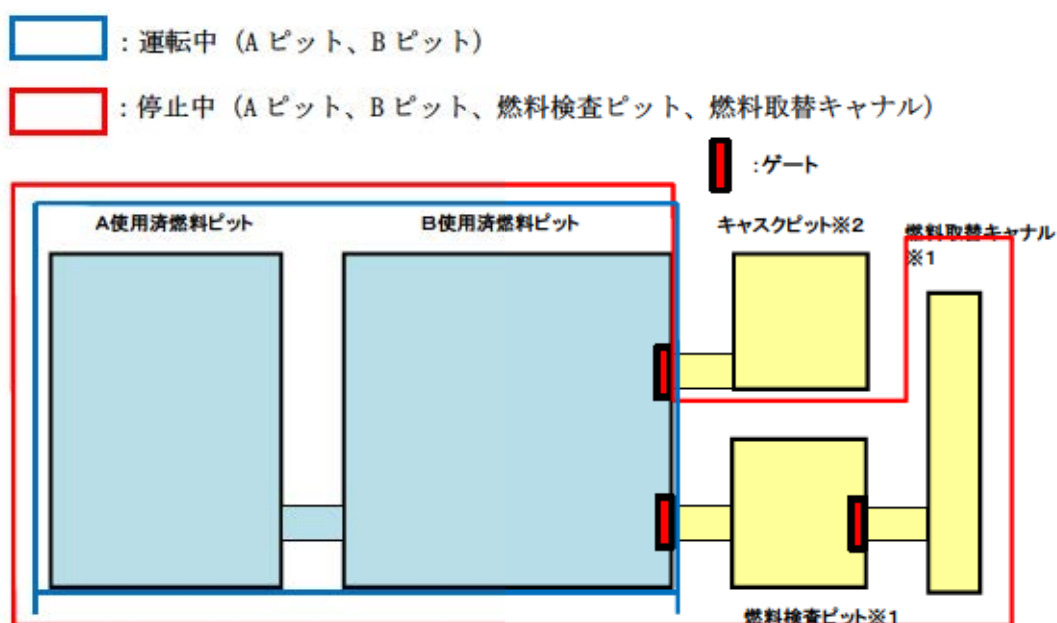 ：運転中（Aピット、Bピット）
：停止中（Aピット、Bピット、燃料検査ピット、燃料取替キャナル）
:ゲート
A使用済燃料ピット
B使用済燃料ピット
キャスクピット※2
燃料取替キャナル
※1
燃料検査ピット※1